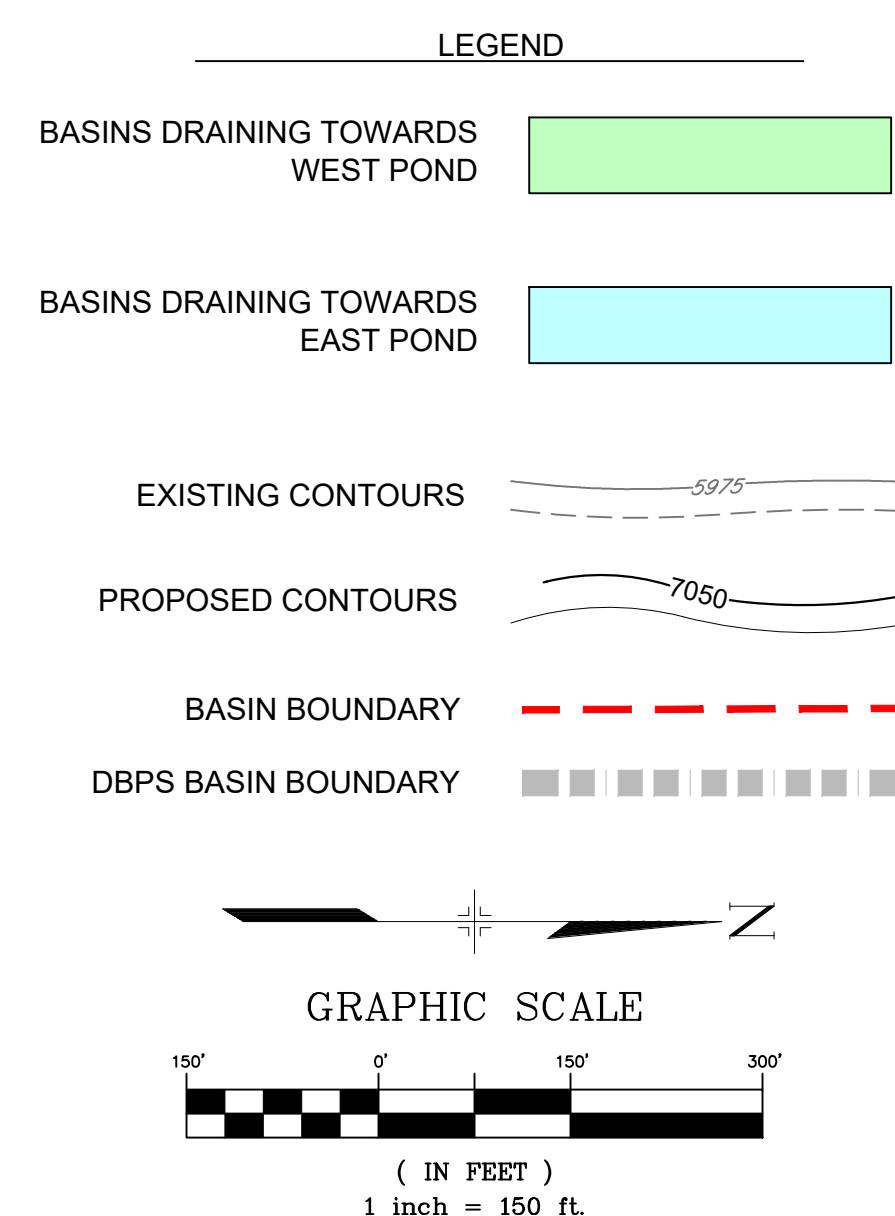 LEGEND
BASINS DRAINING TOWARDS
WEST POND
BASINS DRAINING TOWARDS
EAST POND
EXISTING CONTOURS
5975
PROPOSED CONTOURS
7050
BASIN BOUNDARY
DBPS BASIN BOUNDARY
N
GRAPHIC SCALE
150' 0' 150' 300'
( IN FEET )
1 inch = 150 ft.